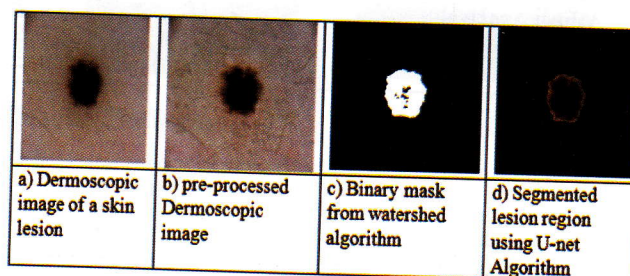 a) Dermoscopic
image of a skin
lesion
b) pre-processed
Dermoscopic
image
c) Binary mask
from watershed
algorithm
d) Segmented
lesion region
using U-net
Algorithm